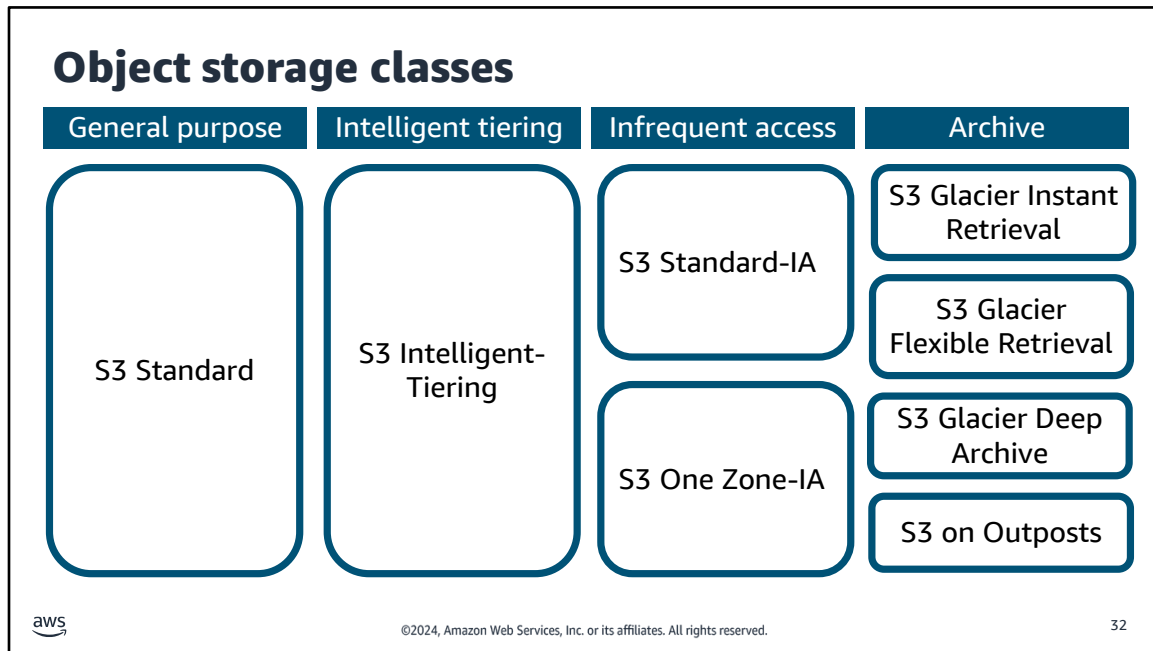 Object storage classes
General purpose
Intelligent tiering
Infrequent access
Archive
S3 Standard
S3 Intelligent-
Tiering
S3 Standard-IA
S3 One Zone-IA
S3 Glacier Instant
Retrieval
S3 Glacier
Flexible Retrieval
S3 Glacier Deep
Archive
S3 on Outposts
aws
©2024, Amazon Web Services, Inc. or its affiliates. All rights reserved.
32